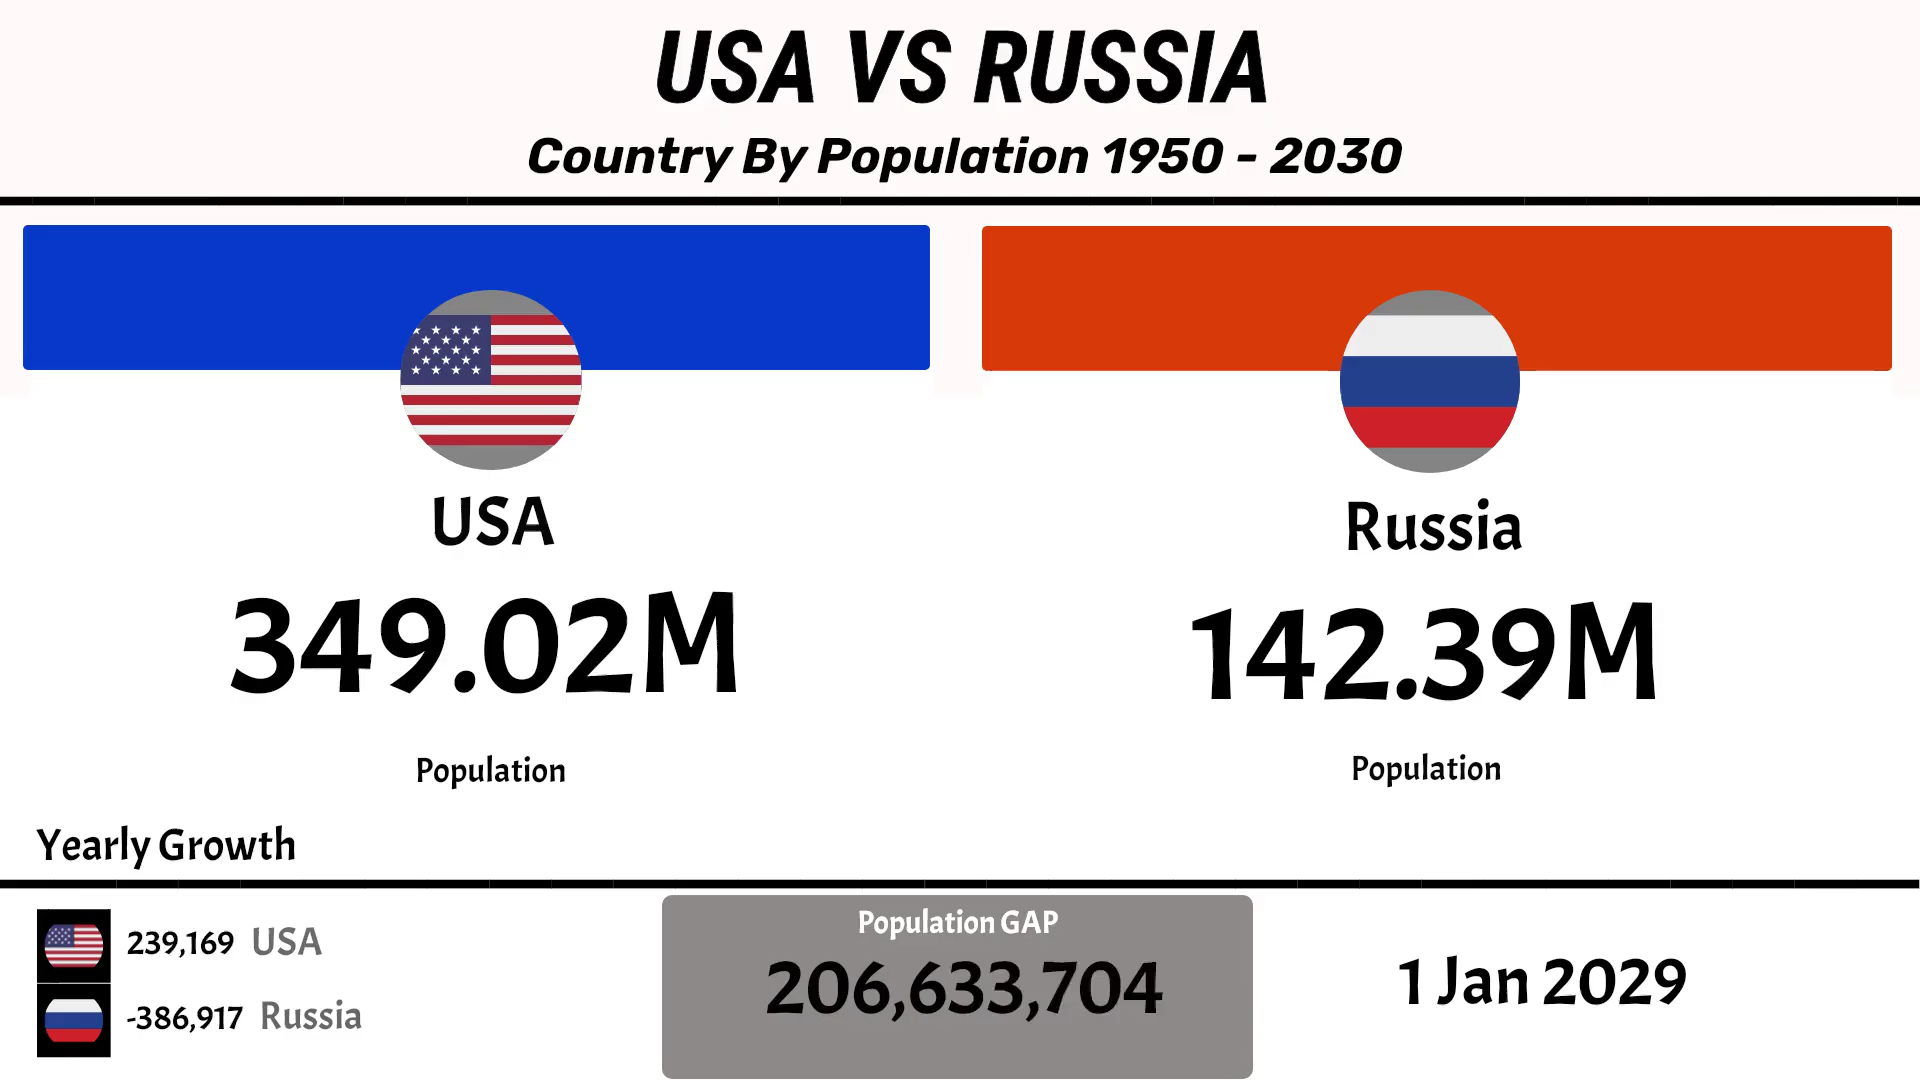 USA VS RUSSIA
Country By Population 1950 - 2030
USA
Russia
349.02M
142.39M
Population
Population
Yearly Growth
239,169 USA
-386,917 Russia
Population GAP
206,633,704
1 Jan 2029